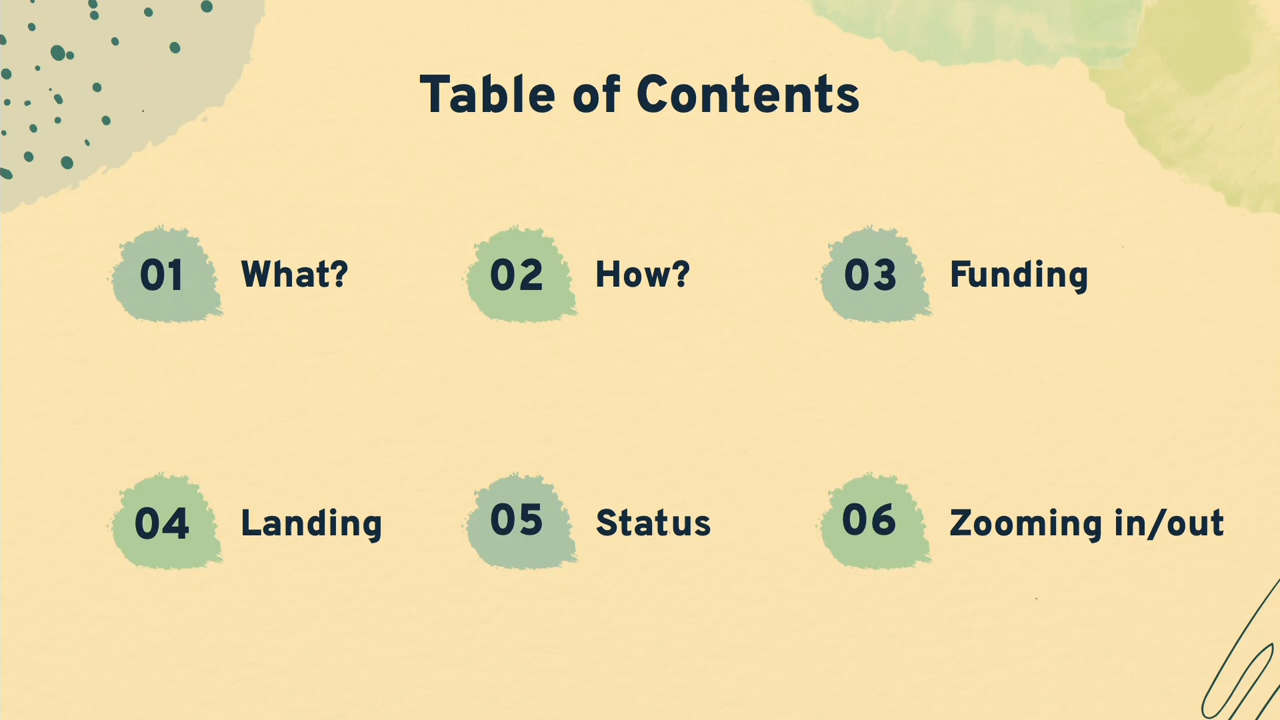 Table of Contents
01 What?
02 How?
03 Funding
04 Landing
05 Status
06 Zooming in/out